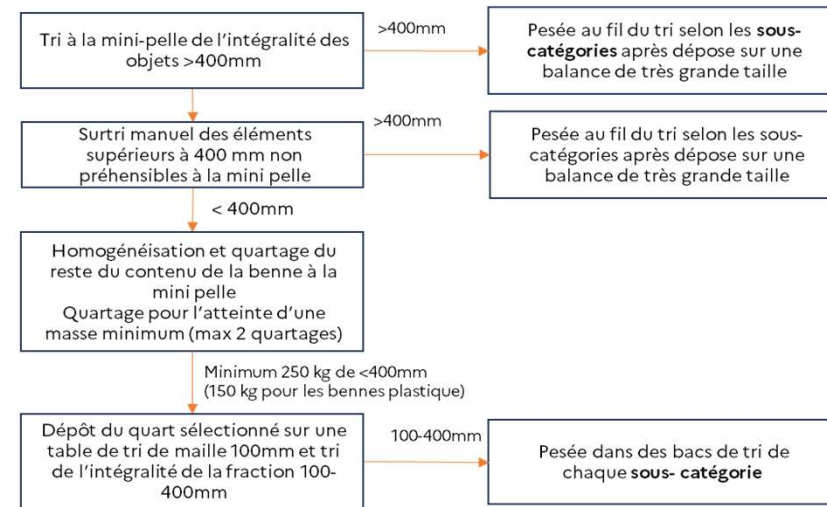 Tri à la mini-pelle de l'intégralité des
objets >400mm
>400mm
Pesée au fil du tri selon les sous-
catégories après dépose sur une
balance de très grande taille
Surtri manuel des éléments
supérieurs à 400 mm non
préhensibles à la mini pelle
>400mm
Pesée au fil du tri selon les sous-
catégories après dépose sur une
balance de très grande taille
< 400mm
Homogénéisation et quartage du
reste du contenu de la benne à la
mini pelle
Quartage pour l'atteinte d'une
masse minimum (max 2 quartages)
Minimum 250 kg de <400mm
(150 kg pour les bennes plastique)
Dépôt du quart sélectionné sur une
table de tri de maille 100mm et tri
de l'intégralité de la fraction 100-
400mm
100-400mm
Pesée dans des bacs de tri de
chaque sous- catégorie